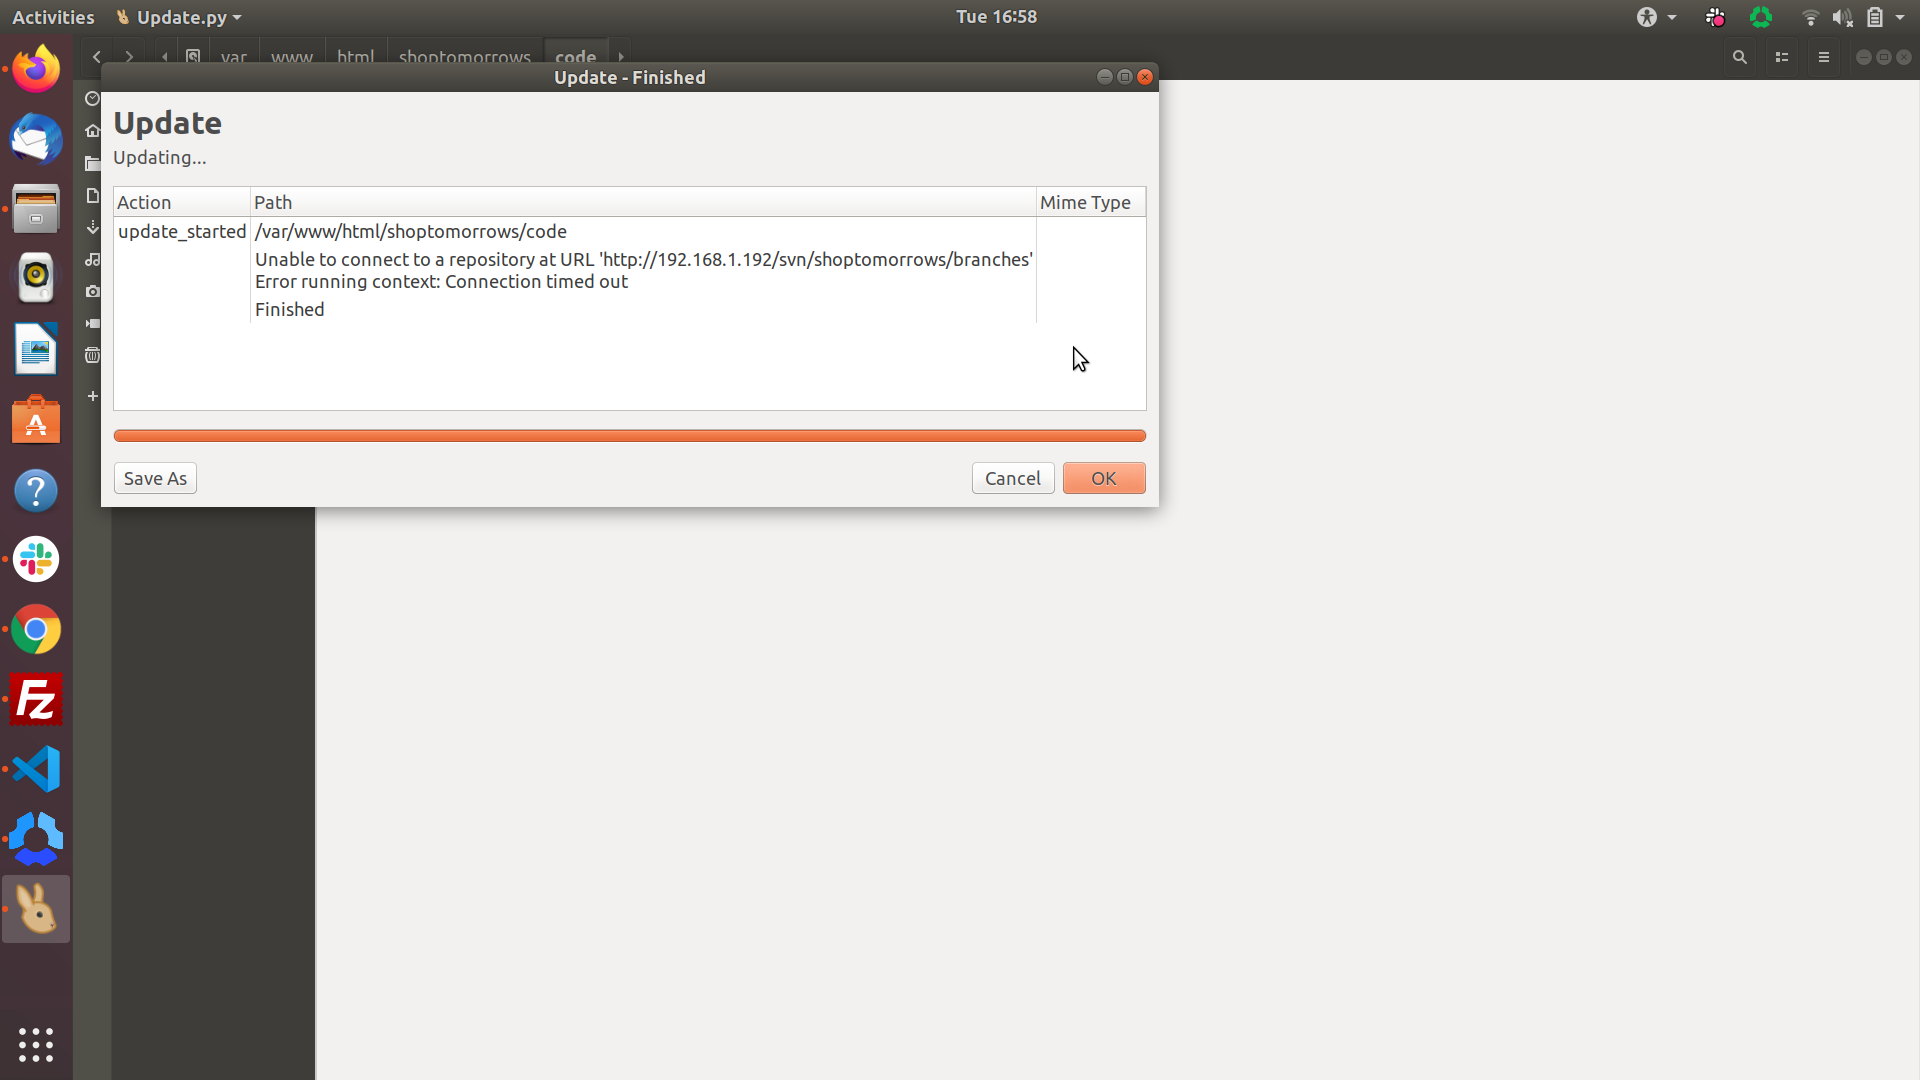 Activities
Update.py
Tue 16:58
var
www
html
shoptomorrows
code
Update - Finished
Update
Updating...
Action Path Mime Type
update_started /var/www/html/shoptomorrows/code
Unable to connect to a repository at URL 'http://192.168.1.192/svn/shoptomorrows/branches'
Error running context: Connection timed out
Finished
Save As
Cancel
OK